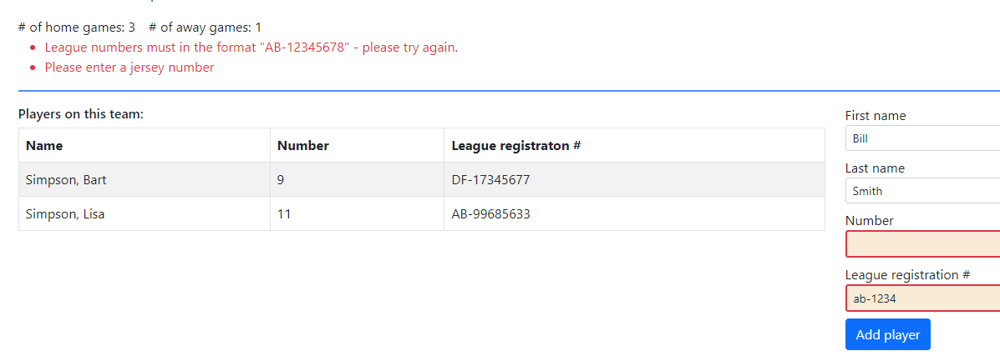 # of home games: 3 # of away games: 1
League numbers must in the format "AB-12345678" - please try again.
Please enter a jersey number
Players on this team:
Name Number League registraton #
Simpson, Bart 9 DF-17345677
Simpson, Lisa 11 AB-99685633
First name
Bill
Last name
Smith
Number
League registration #
ab-1234
Add player